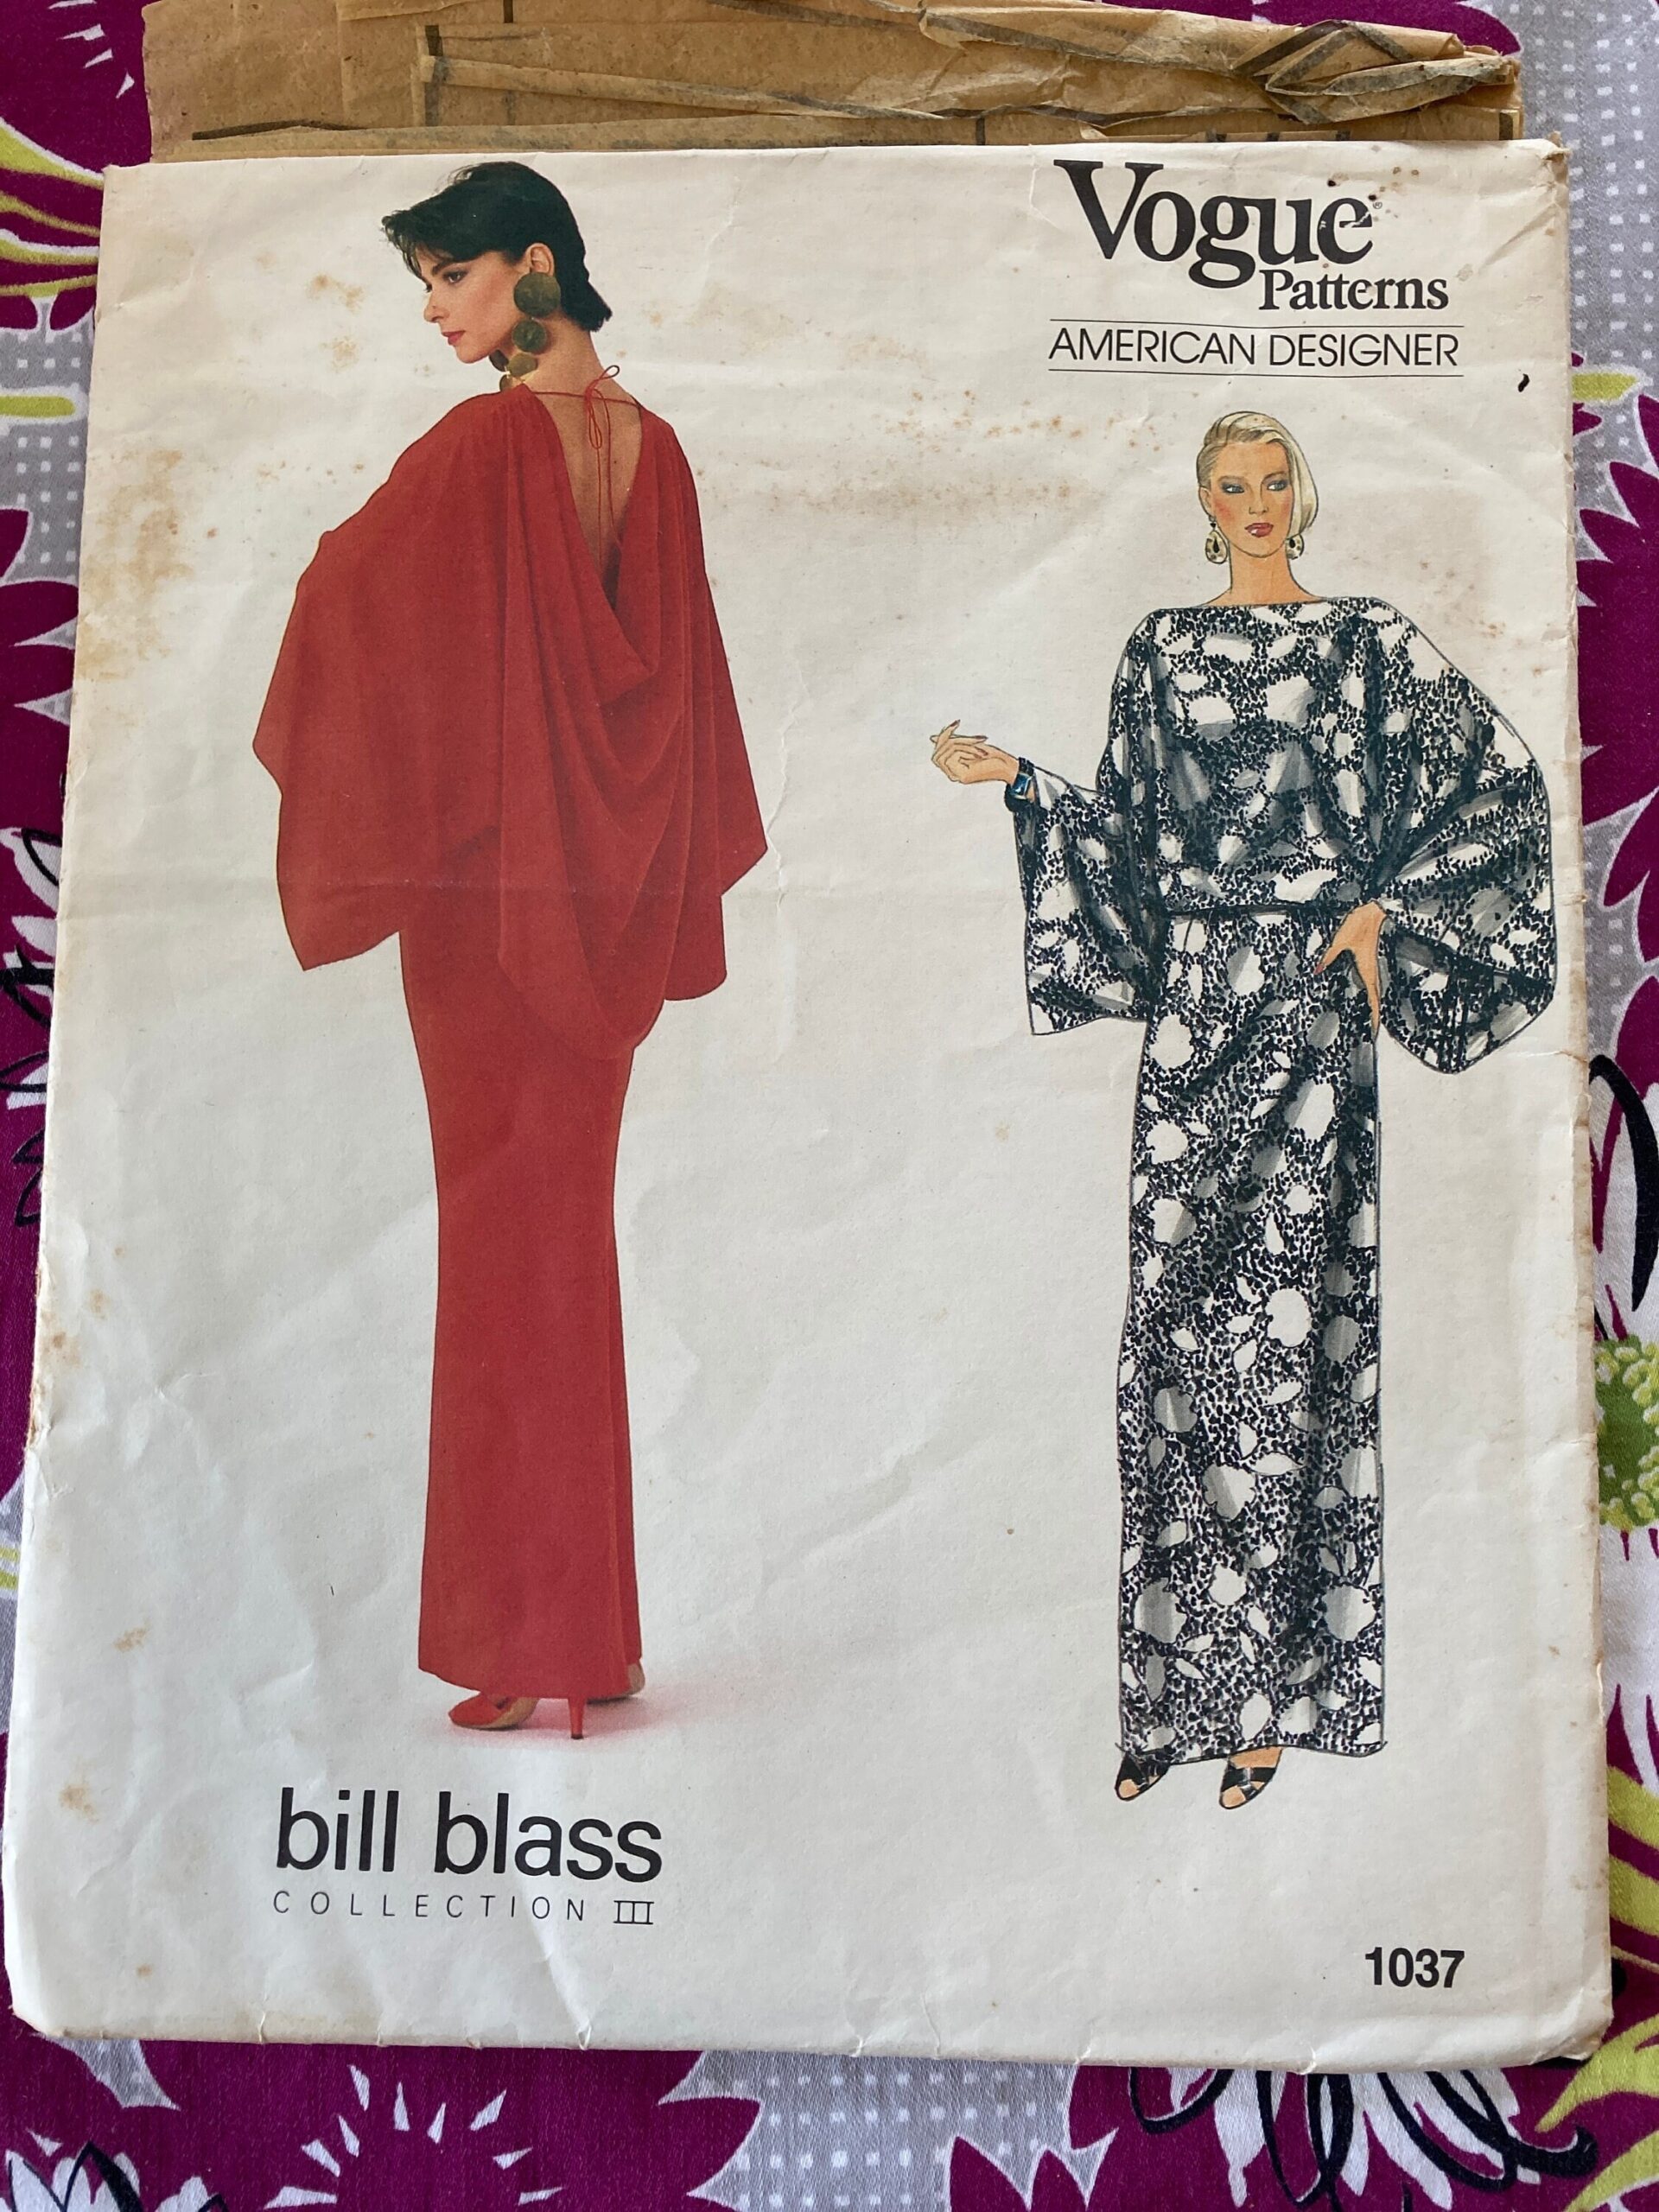 Vogue®
Patterns
AMERICAN DESIGNER
bill blass
COLLECTION III
1037